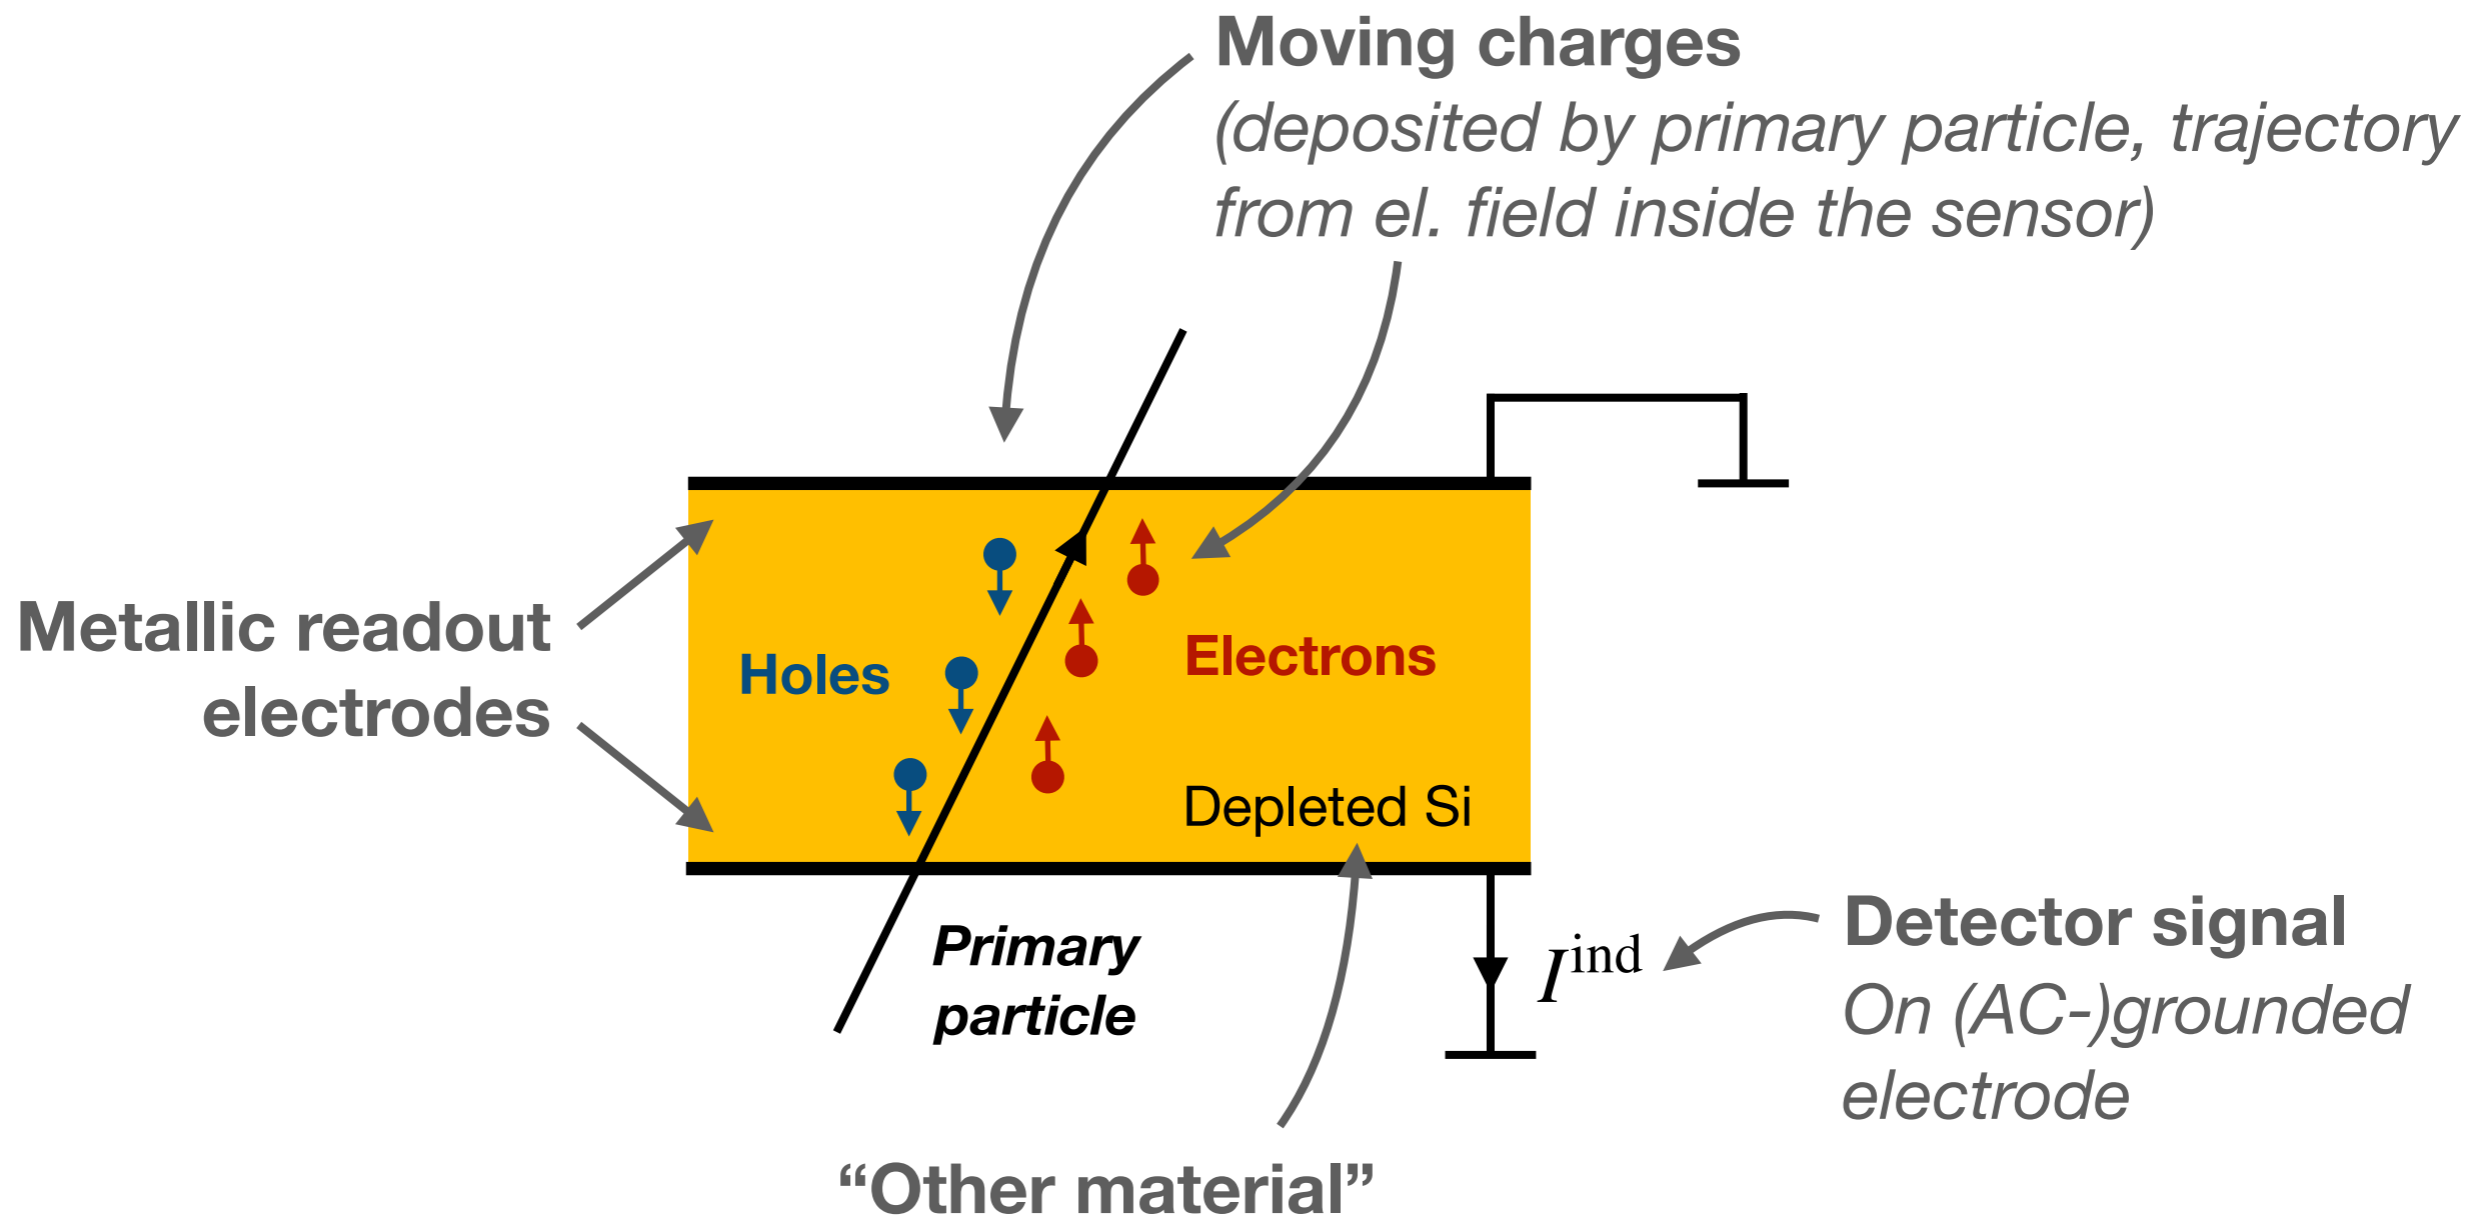 Moving charges
(deposited by primary particle, trajectory
from el. field inside the sensor)
Metallic readout
electrodes
Holes
Electrons
Depleted Si
Primary
particle
I^ind
Detector signal
On (AC-)grounded
electrode
“Other material”